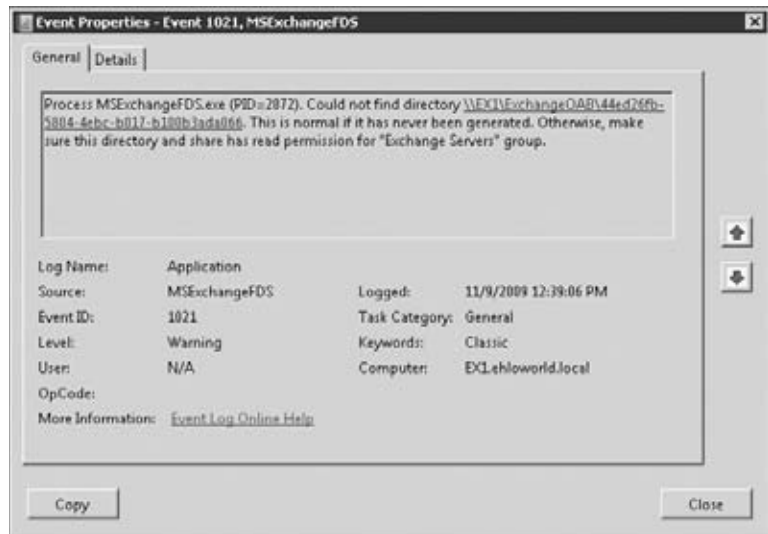 Event Properties - Event 1021, MSExchangeFDS
General
Details
Process MSExchangeFDS.exe (PID=2872). Could not find directory \\EX1\ExchangeOAB\44ed26fb-
5804-4ebc-b017-b180b3ada066. This is normal if it has never been generated. Otherwise, make
sure this directory and share has read permission for "Exchange Servers" group.
Log Name: Application
Source: MSExchangeFDS Logged: 11/9/2009 12:39:06 PM
Event ID: 1021 Task Category: General
Level: Warning Keywords: Classic
User: N/A Computer: EX1.ehloworld.local
OpCode:
More Information: Event Log Online Help
Copy
Close